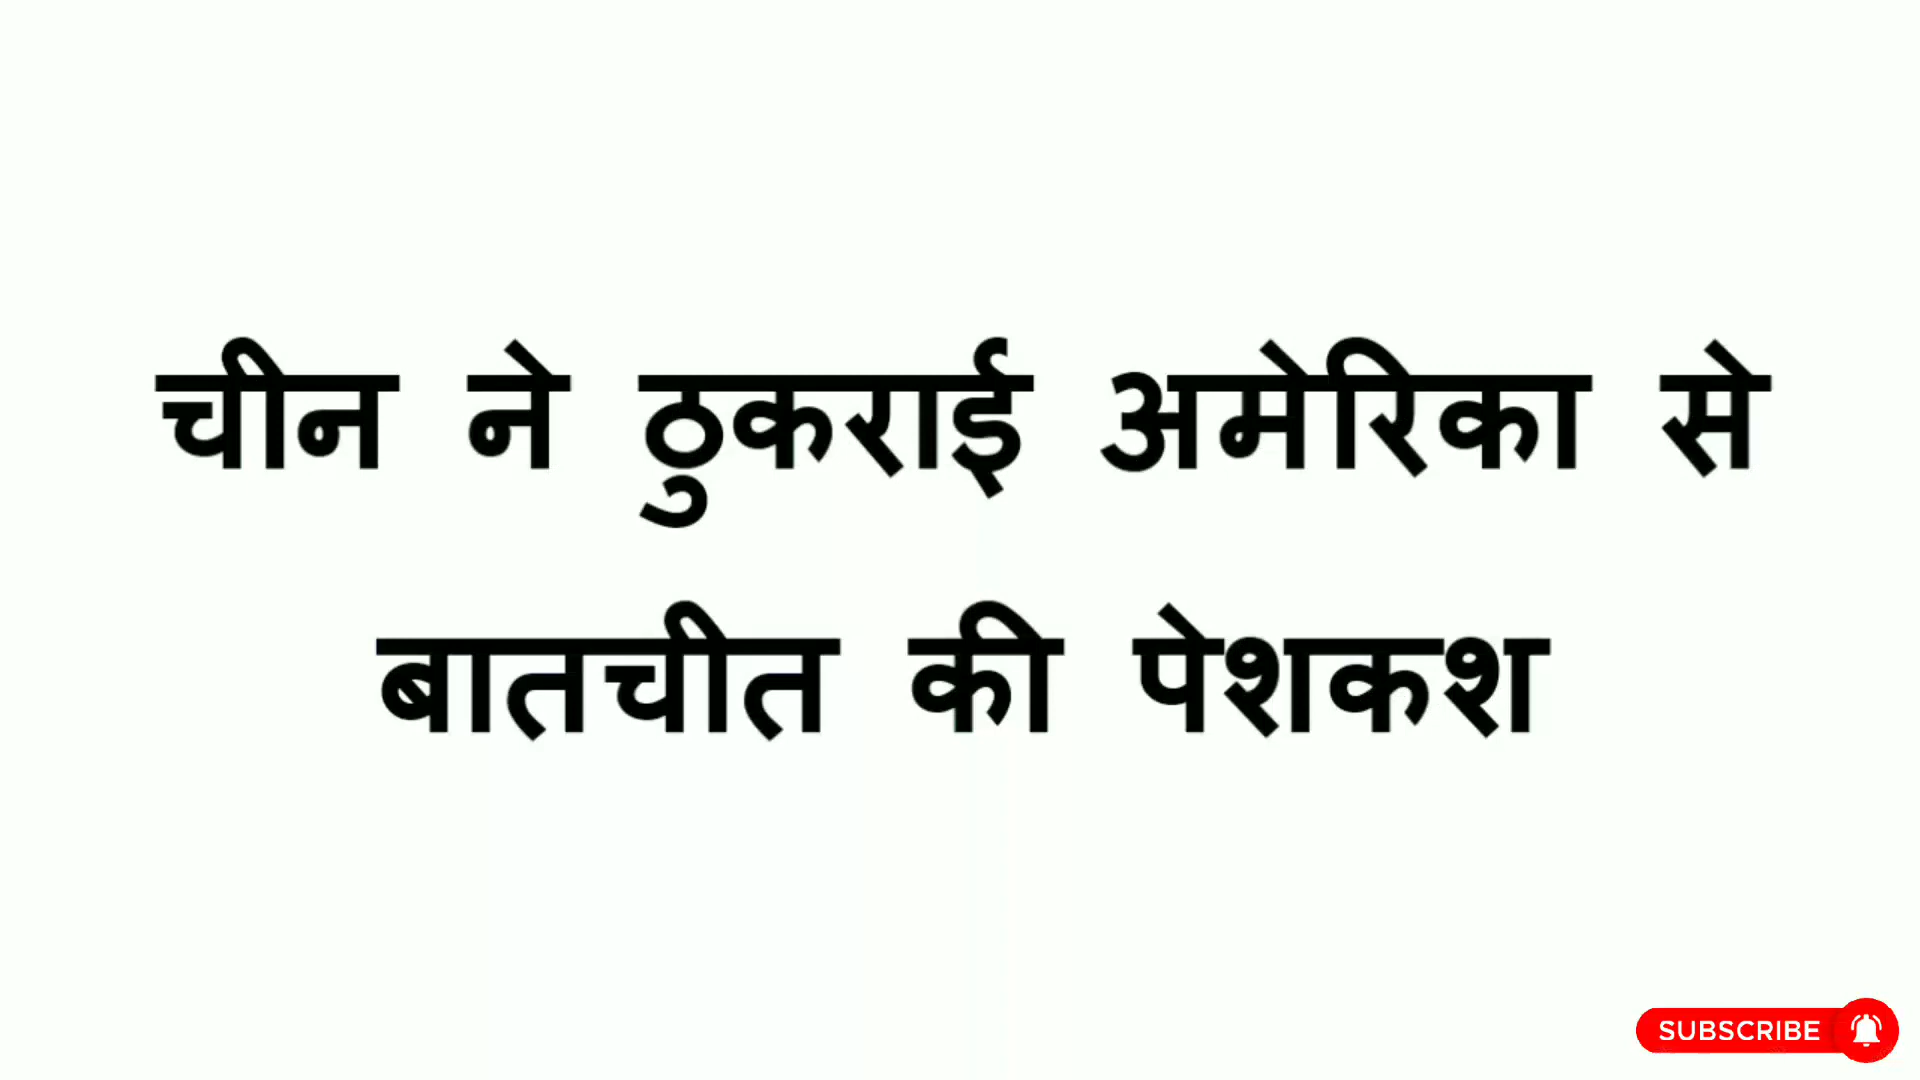 चीन ने ठुकराई अमेरिका से
बातचीत की पेशकश
SUBSCRIBE